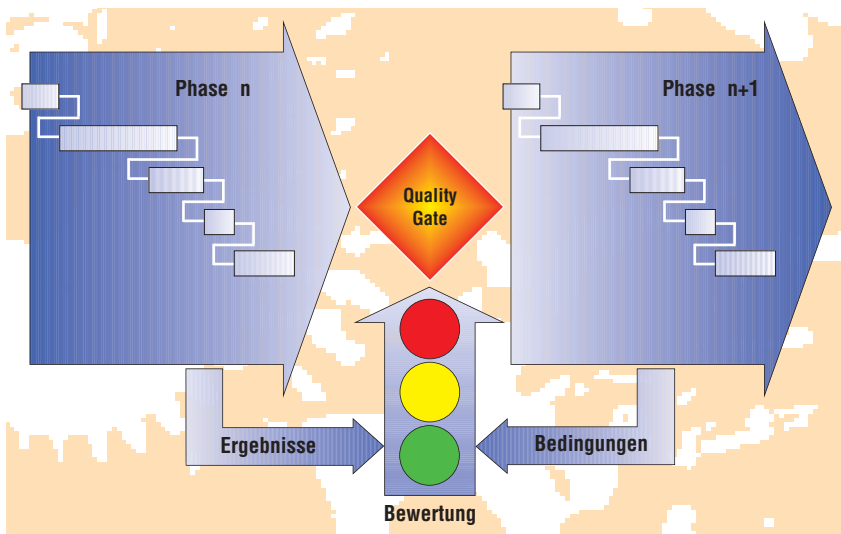 Phase n
Phase n+1
Quality
Gate
Ergebnisse
Bedingungen
Bewertung